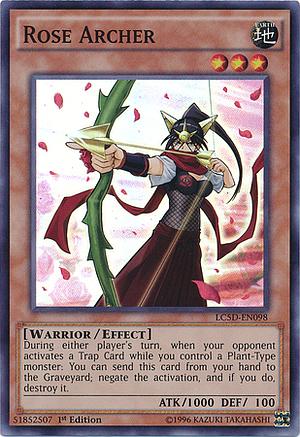 Rose Archer
EARTH
地
LC5D-EN098
[Warrior / Effect]
During either player's turn, when your opponent
activates a Trap Card while you control a Plant-Type
monster: You can send this card from your hand to
the Graveyard; negate the activation, and if you do,
destroy it.
ATK/1000 DEF/ 100
51852507 1st Edition ©1996 KAZUKI TAKAHASHI